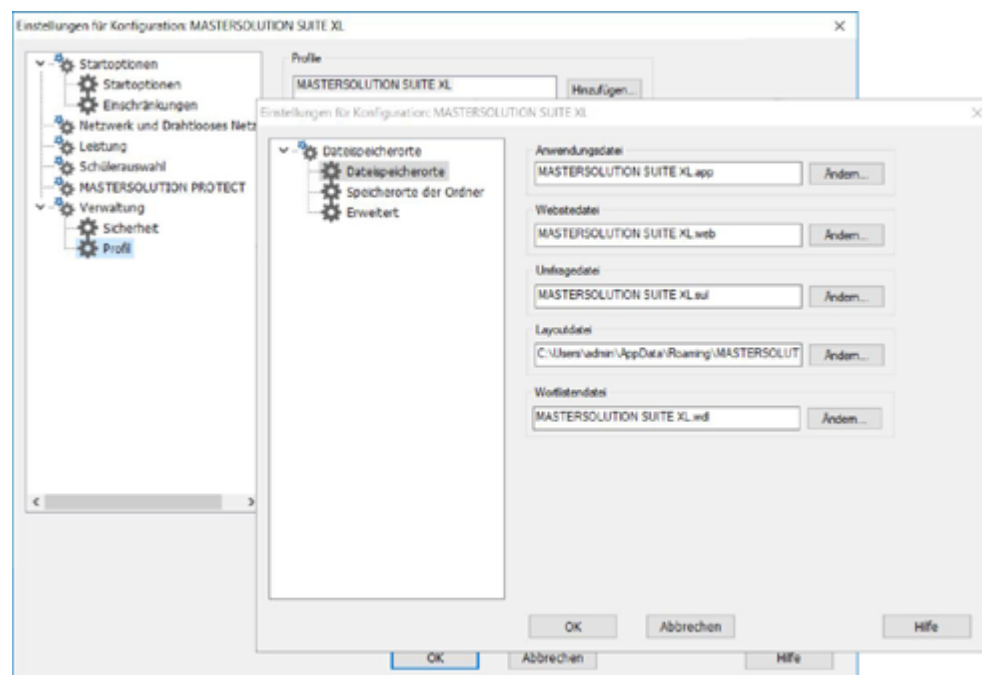 Einstellungen für Konfiguration: MASTERSOLUTION SUITE XL
Startoptionen
Startoptionen
Einschränkungen
Netzwerk und Drahtlooses Netz
Leistung
Schülerauswahl
MASTERSOLUTION PROTECT
Verwaltung
Sicherheit
Profil
Profile
MASTERSOLUTION SUITE XL
Hinzufügen...
Einstellungen für Konfiguration: MASTERSOLUTION SUITE XL
Dateispeicherorte
Dateispeicherorte
Speicherorte der Ordner
Erweitert
Anwendungsdatei
MASTERSOLUTION SUITE XL.app
Ändern...
Websitedatei
MASTERSOLUTION SUITE XL.web
Ändern...
Umfragedatei
MASTERSOLUTION SUITE XL.sul
Ändern...
Layoutdatei
C:\Users\admin\AppData\Roaming\MASTERSOLUT
Ändern...
Wortlistendatei
MASTERSOLUTION SUITE XL.wdl
Ändern...
OK Abbrechen Hilfe
OK Abbrechen Hilfe